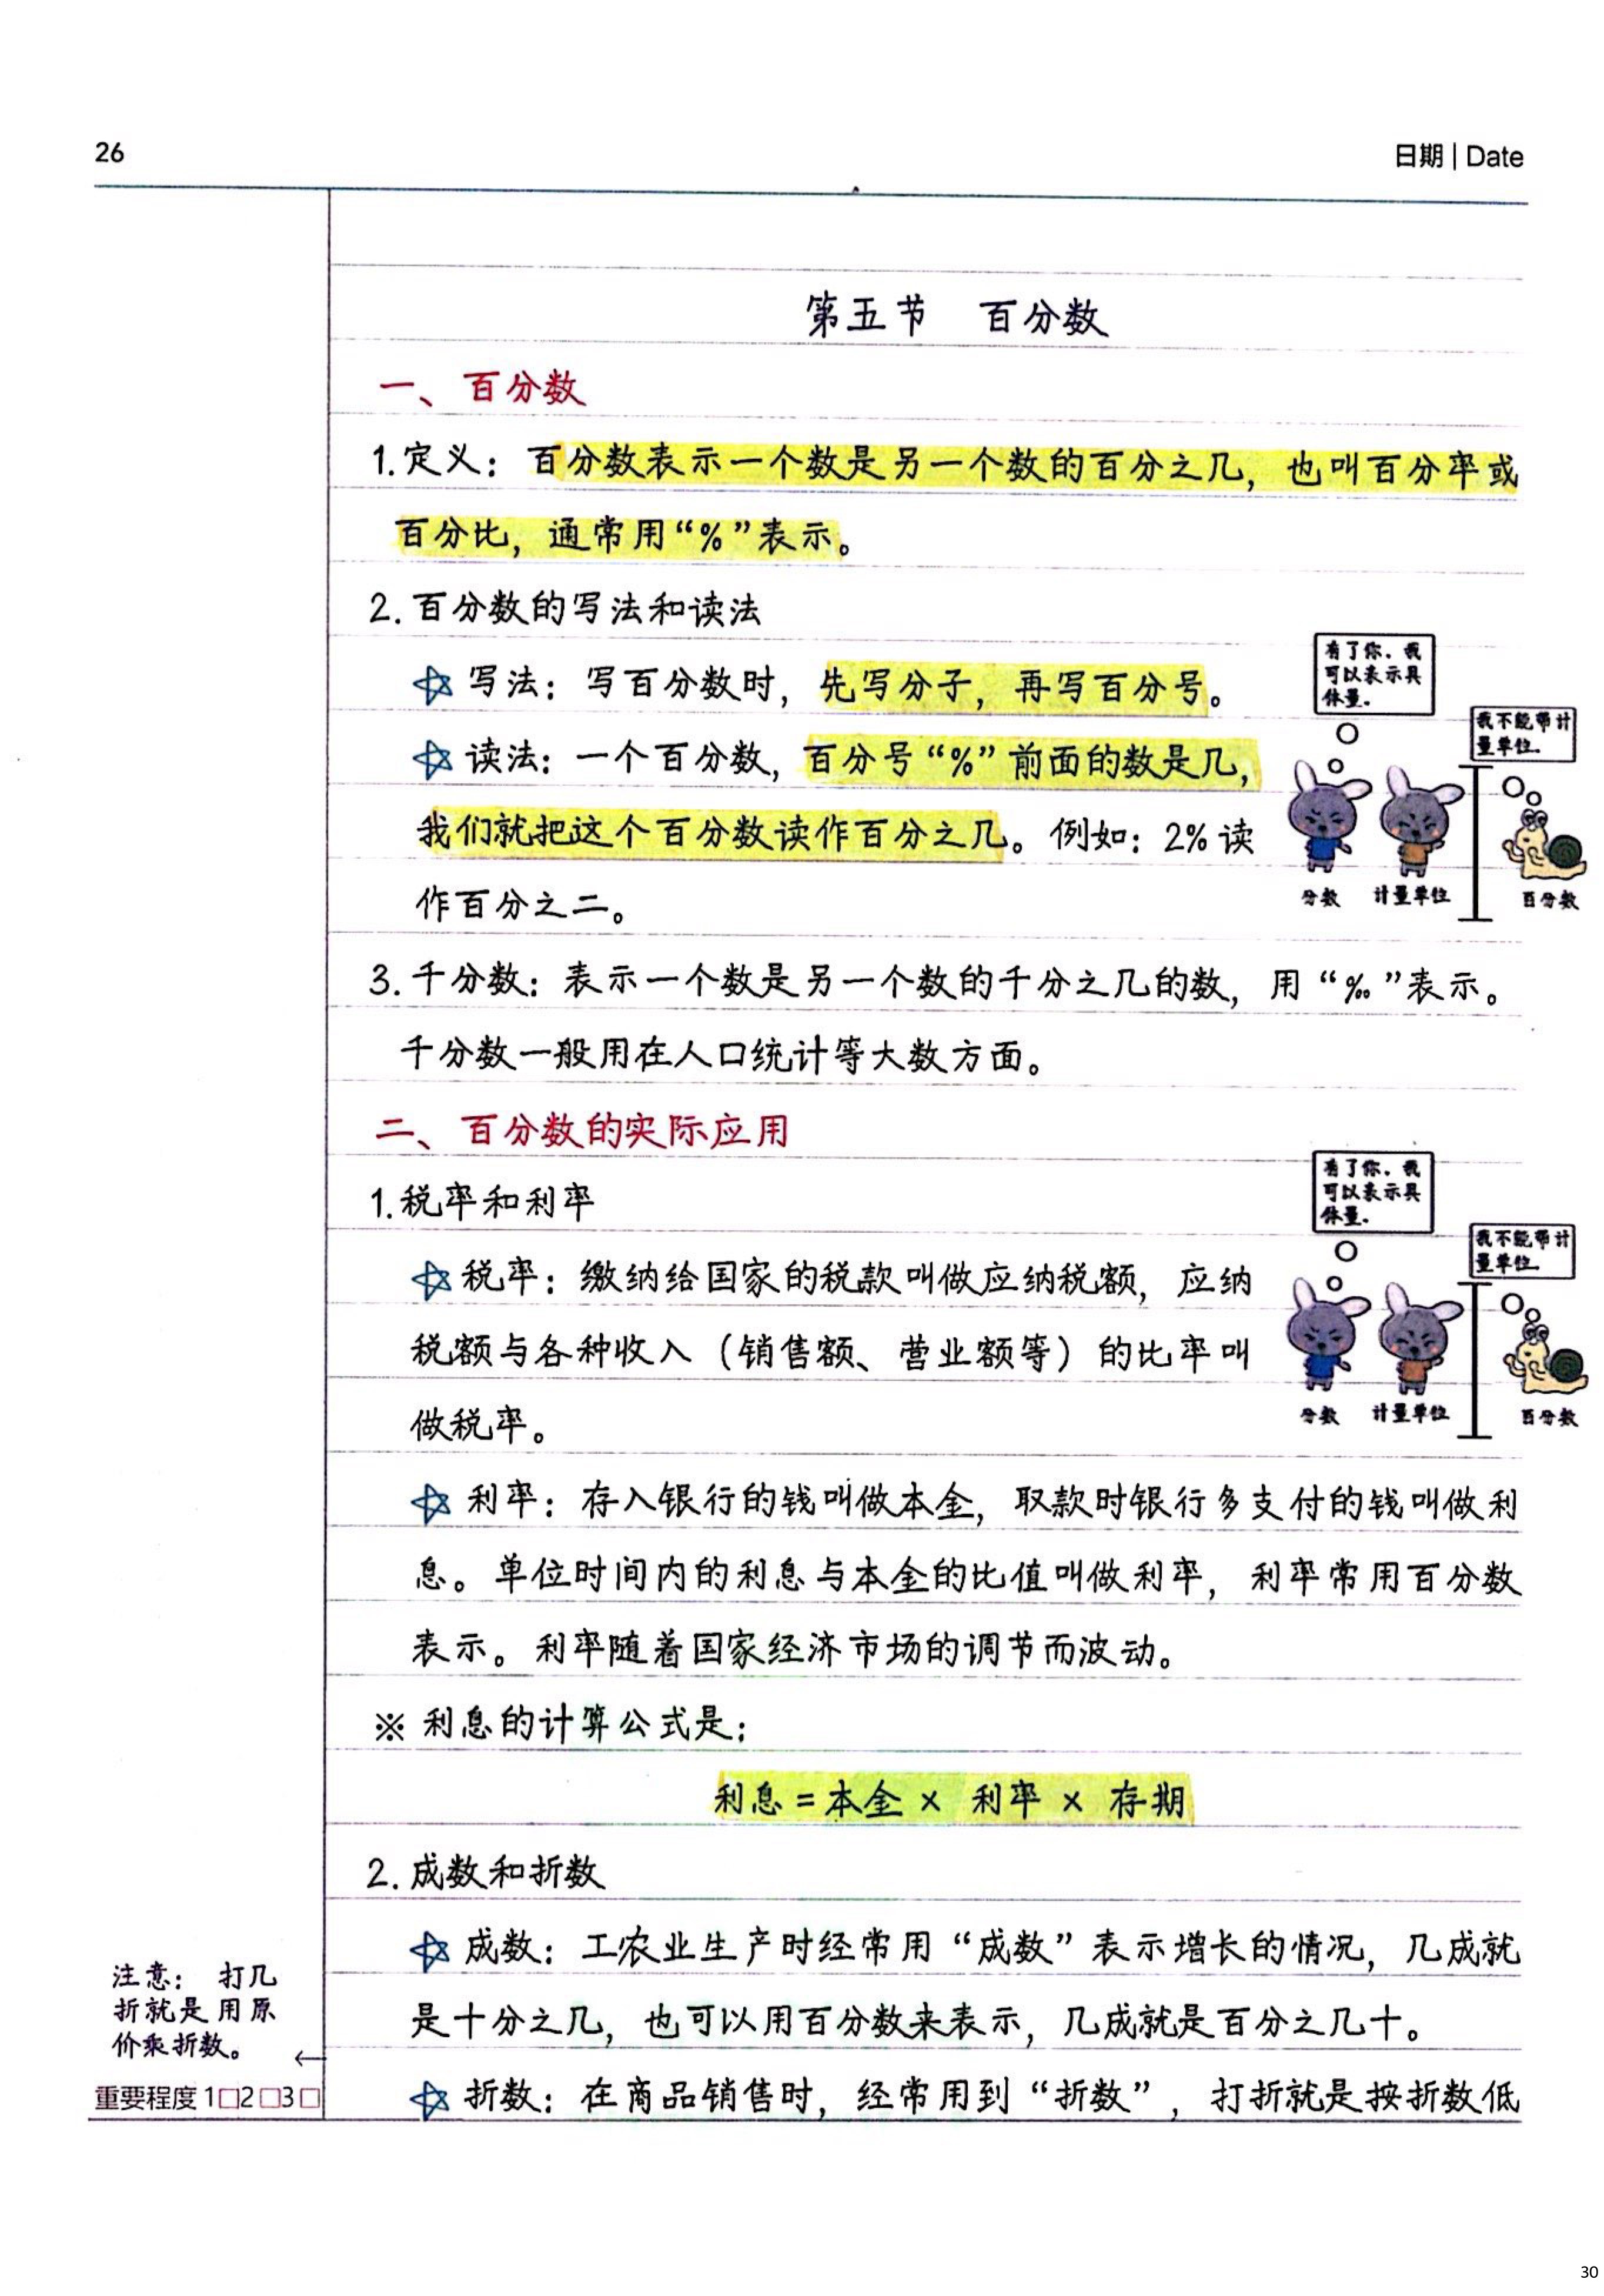 26
日期 | Date
第五节 百分数
一、百分数
1.定义：百分数表示一个数是另一个数的百分之几，也叫百分率或
百分比，通常用“%”表示。
2.百分数的写法和读法
☆写法：写百分数时，先写分子，再写百分号。
☆读法：一个百分数，百分号“%”前面的数是几，
我们就把这个百分数读作百分之几。例如：2%读
作百分之二。
有了你，我
可以表示具
体量。
我不能带计
量单位。
分数
计量单位
百分数
3.千分数：表示一个数是另一个数的千分之几的数，用“‰”表示。
千分数一般用在人口统计等大数方面。
二、百分数的实际应用
1.税率和利率
☆税率：缴纳给国家的税款叫做应纳税额，应纳
税额与各种收入（销售额、营业额等）的比率叫
做税率。
有了你，我
可以表示具
体量。
我不能带计
量单位。
分数
计量单位
百分数
☆利率：存入银行的钱叫做本金，取款时银行多支付的钱叫做利
息。单位时间内的利息与本金的比值叫做利率，利率常用百分数
表示。利率随着国家经济市场的调节而波动。
※利息的计算公式是：
利息=本金×利率×存期
2.成数和折数
☆成数：工农业生产时经常用“成数”表示增长的情况，几成就
是十分之几，也可以用百分数来表示，几成就是百分之几十。
☆折数：在商品销售时，经常用到“折数”，打折就是按折数低
注意：打几
折就是用原
价乘折数。
←
重要程度 1□2□3□
30